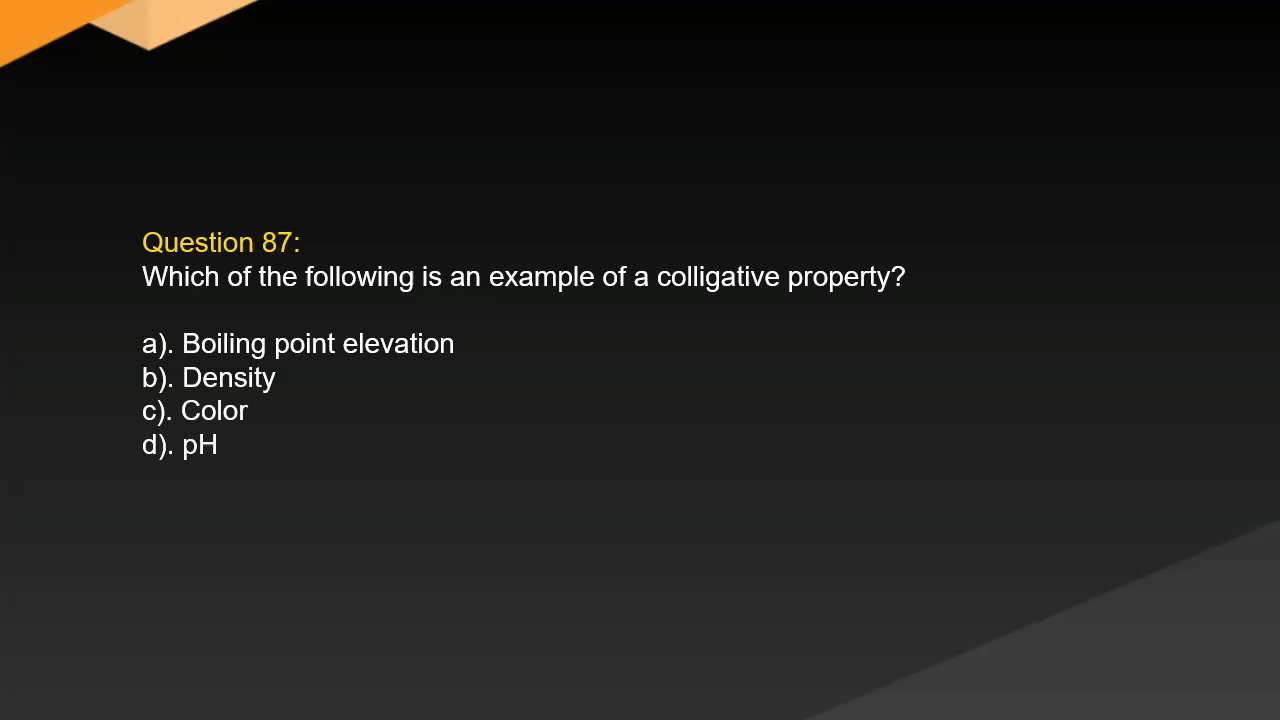 Question 87:
Which of the following is an example of a colligative property?
a). Boiling point elevation
b). Density
c). Color
d). pH